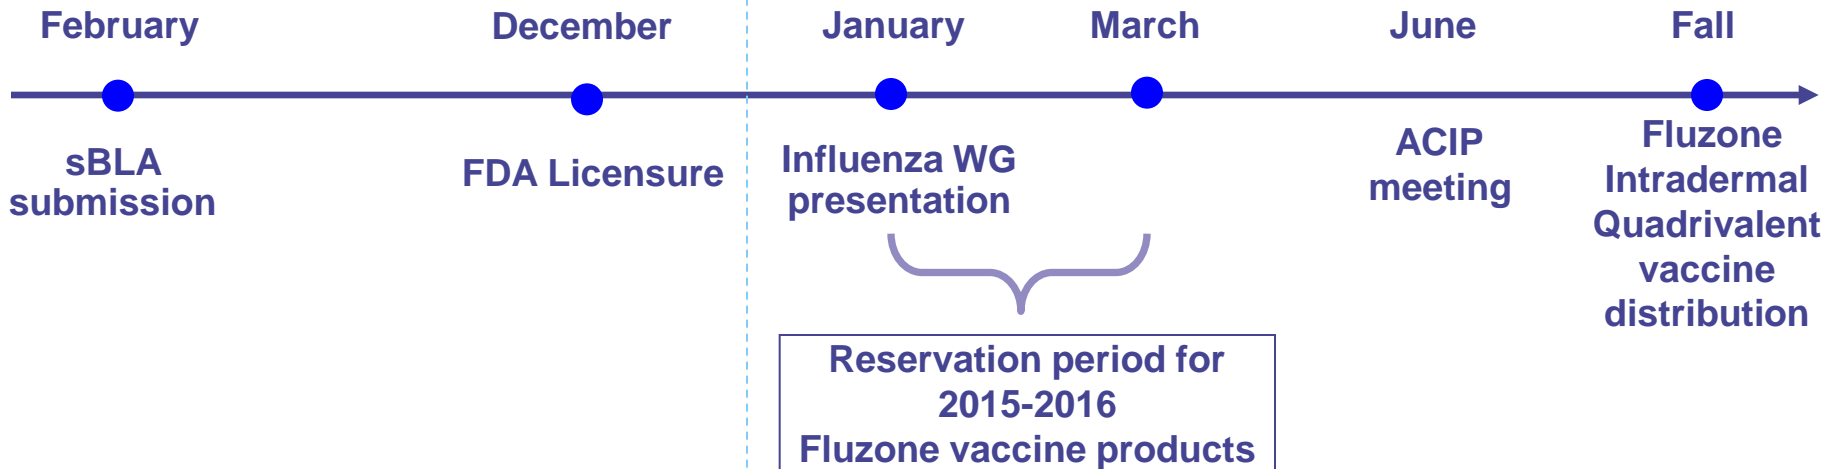 February
December
January
March
June
Fall
sBLA
submission
FDA Licensure
Influenza WG
presentation
ACIP
meeting
Fluzone
Intradermal
Quadrivalent
vaccine
distribution
Reservation period for
2015-2016
Fluzone vaccine products